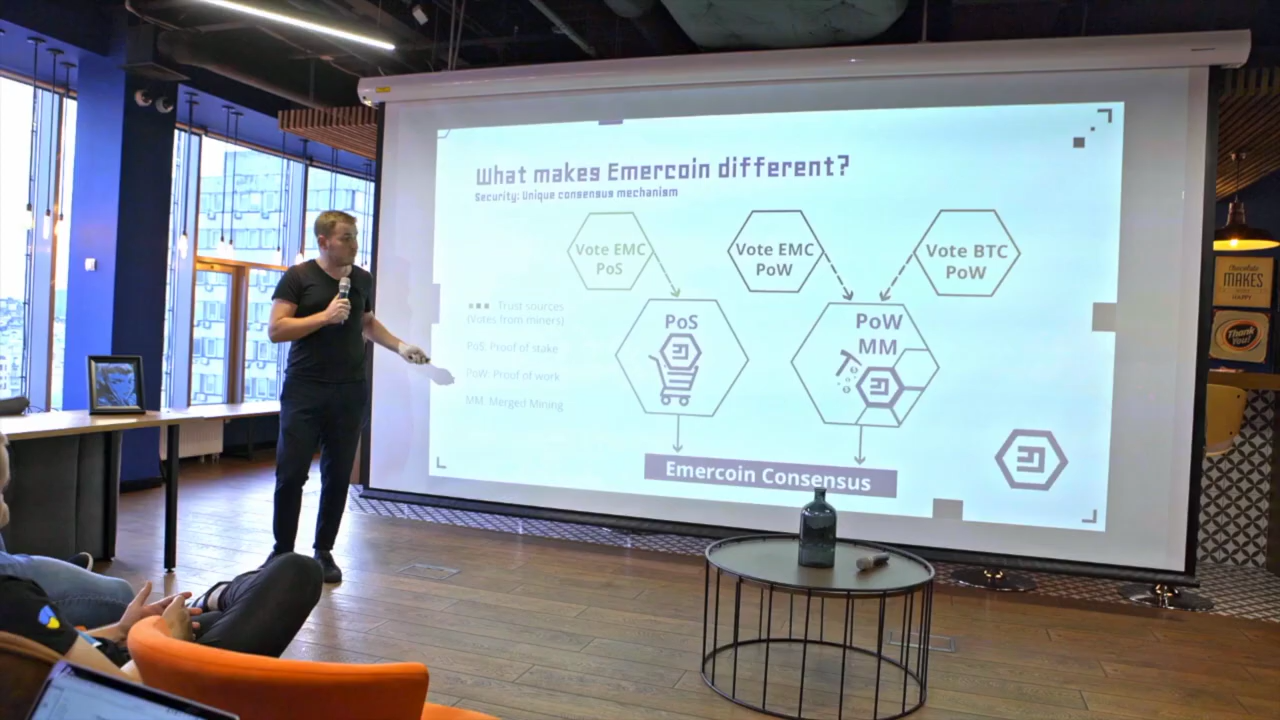 What makes Emercoin different?
Security: Unique consensus mechanism
Vote EMC
PoS
Vote EMC
PoW
Vote BTC
PoW
Trust sources
(Votes from miners)
PoS: Proof of stake
PoW: Proof of work
MM: Merged Mining
PoS
PoW
MM
Emercoin Consensus
Chocolate
MAKES
HAPPY
Thank
You!